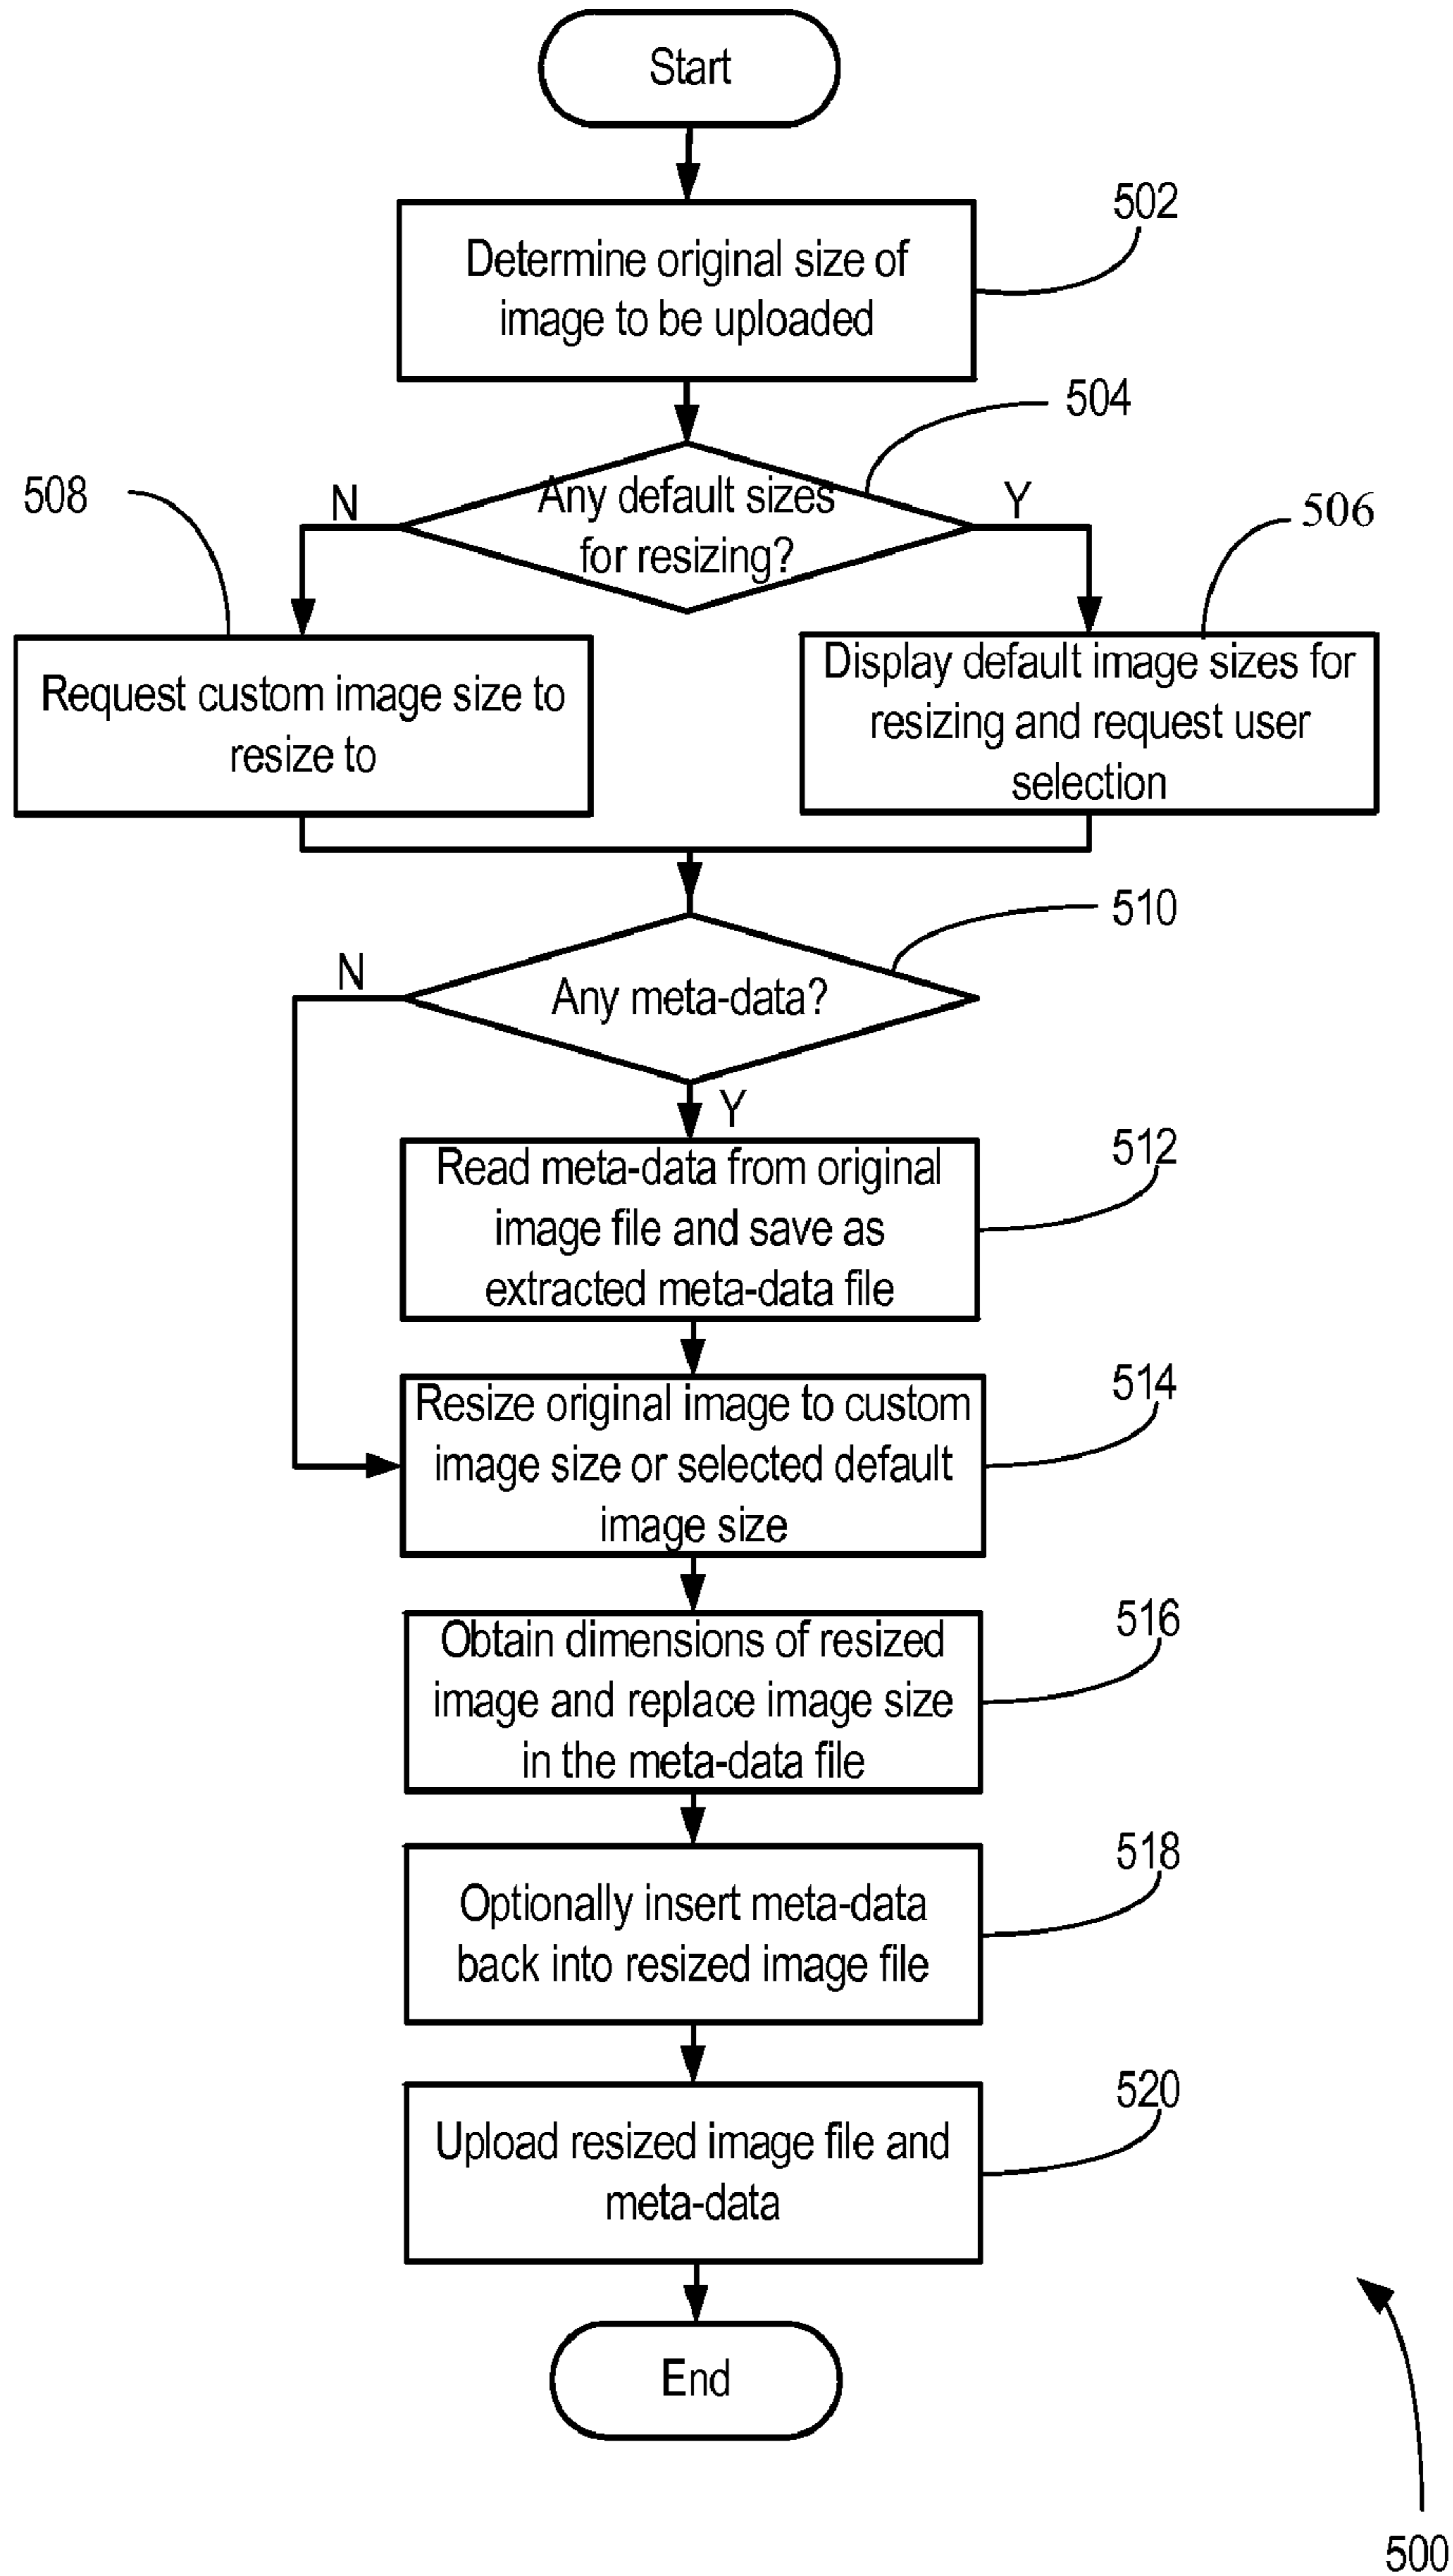 Start
502
Determine original size of
image to be uploaded
504
508
N
Any default sizes
for resizing?
Y
506
Request custom image size to
resize to
Display default image sizes for
resizing and request user
selection
510
N
Any meta-data?
Y
512
Read meta-data from original
image file and save as
extracted meta-data file
514
Resize original image to custom
image size or selected default
image size
516
Obtain dimensions of resized
image and replace image size
in the meta-data file
518
Optionally insert meta-data
back into resized image file
520
Upload resized image file and
meta-data
End
500